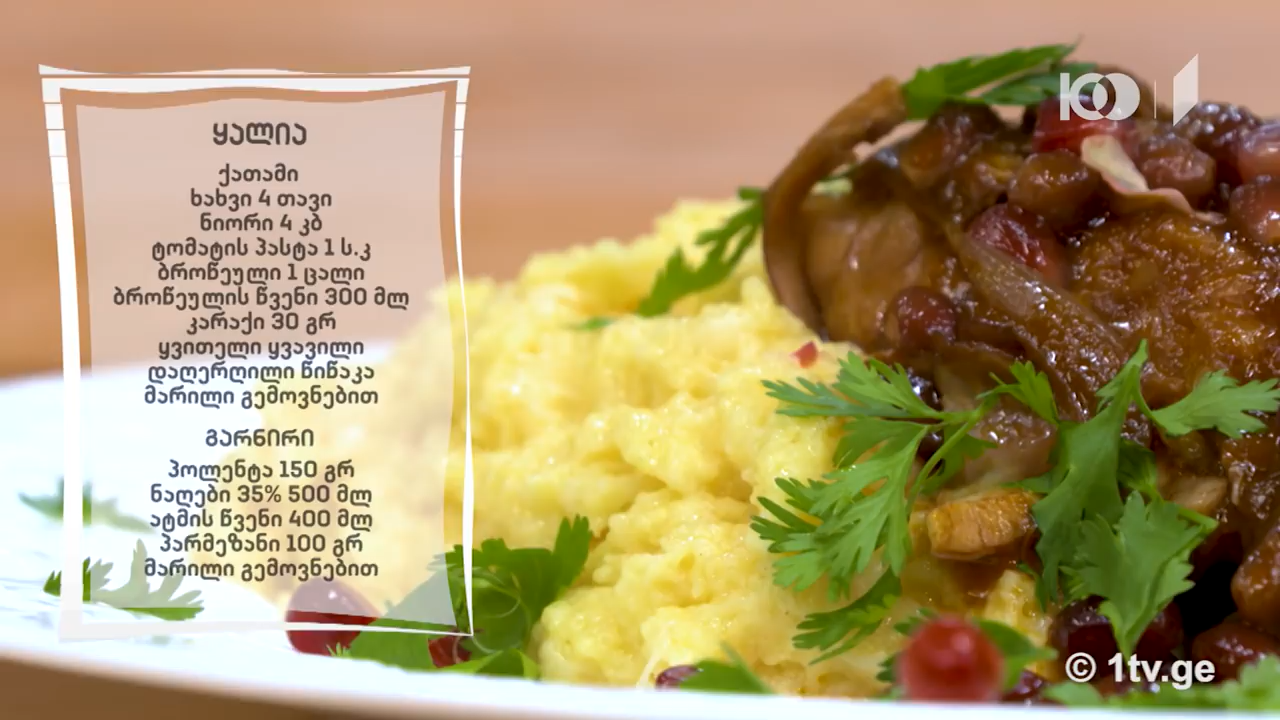 ყალია
ქათამი
ხახვი 4 თავი
ნიორი 4 კბ
ტომატის პასტა 1 ს.კ
ბროწეული 1 ცალი
ბროწეულის წვენი 300 მლ
კარაქი 30 გრ
ყვითელი ყვავილი
დაღერღილი წიწაკა
მარილი გემოვნებით
გარნირი
პოლენტა 150 გრ
ნაღები 35% 500 მლ
ატმის წვენი 400 მლ
პარმეზანი 100 გრ
მარილი გემოვნებით
100 1
© 1tv.ge